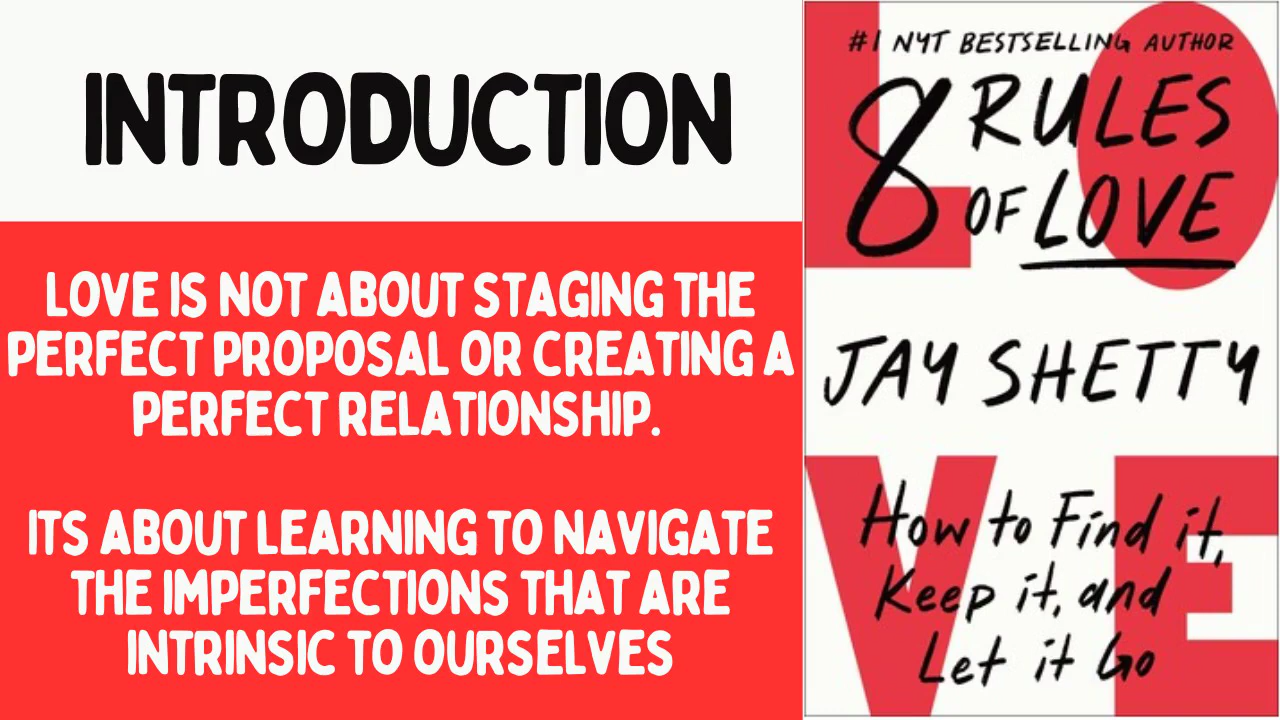 INTRODUCTION
LOVE IS NOT ABOUT STAGING THE
PERFECT PROPOSAL OR CREATING A
PERFECT RELATIONSHIP.
ITS ABOUT LEARNING TO NAVIGATE
THE IMPERFECTIONS THAT ARE
INTRINSIC TO OURSELVES
#1 NYT BESTSELLING AUTHOR
8 RULES
OF LOVE
JAY SHETTY
How to Find it,
Keep it, and
Let it Go
LOVE